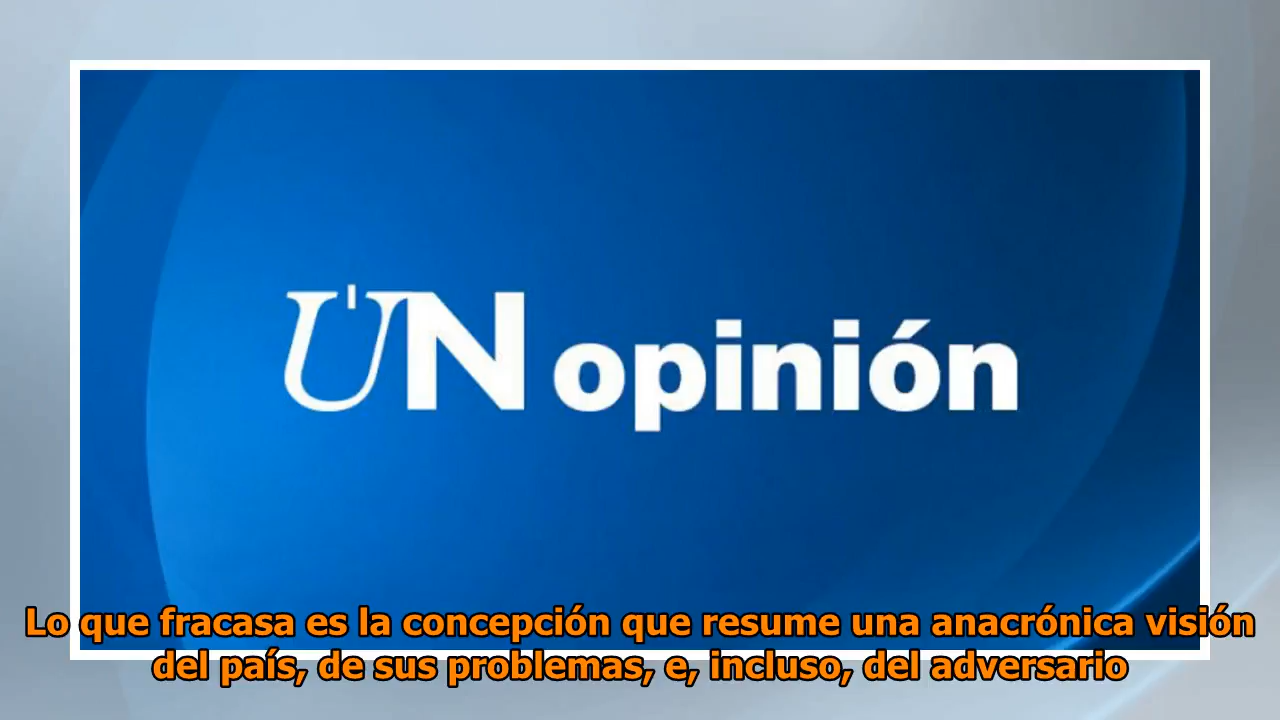 UN opinión
Lo que fracasa es la concepción que resume una anacrónica visión
del país, de sus problemas, e, incluso, del adversario